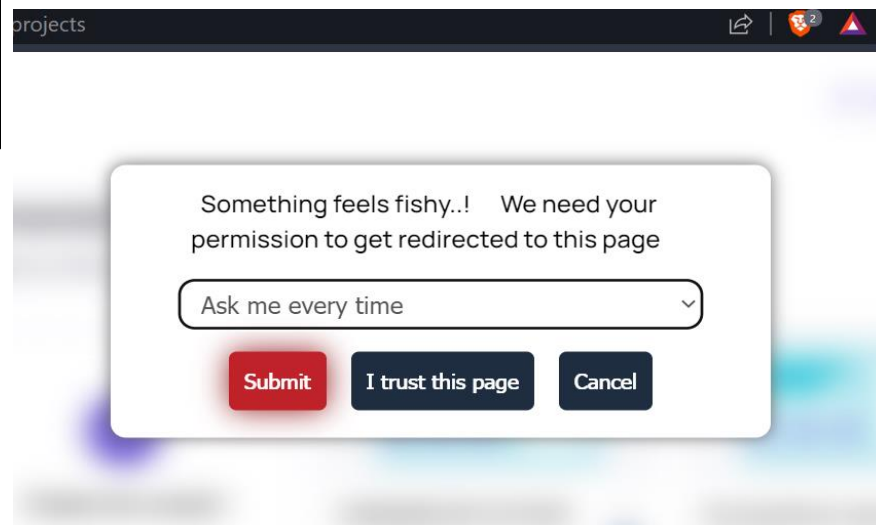 projects
2
Something feels fishy..! We need your
permission to get redirected to this page
Ask me every time
Submit
I trust this page
Cancel